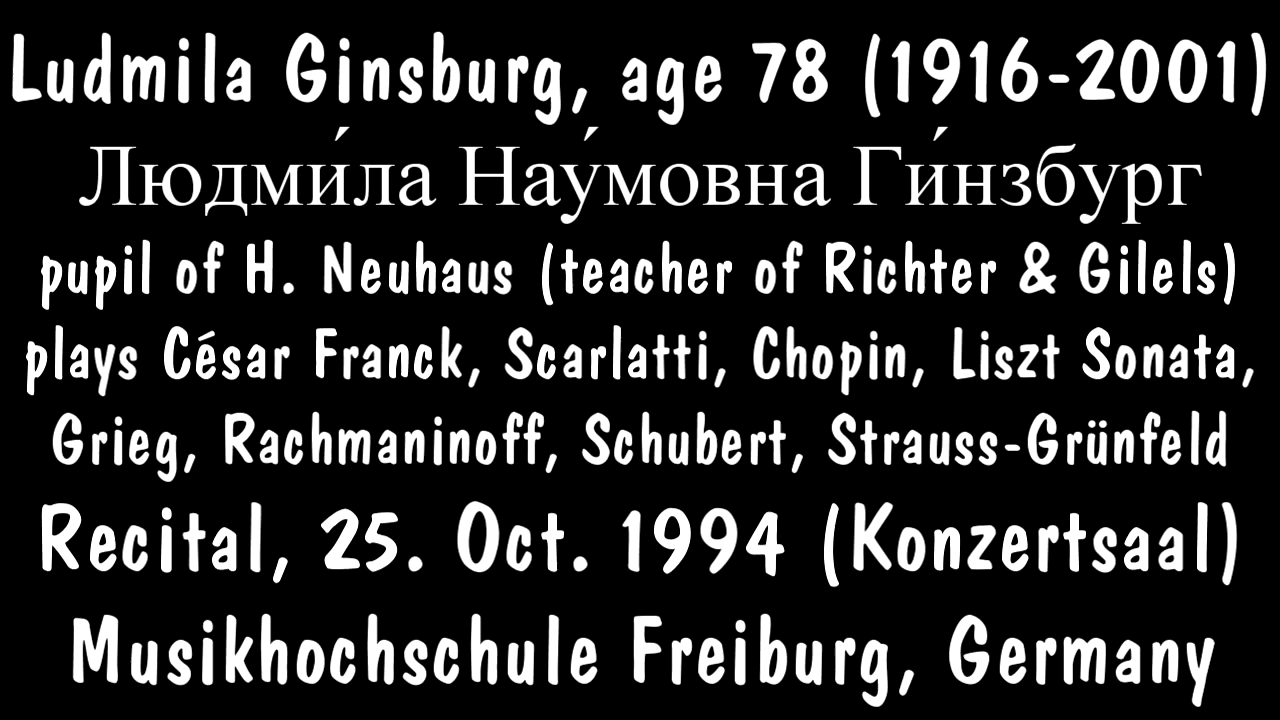 Ludmila Ginsburg, age 78 (1916-2001)
Людми́ла Нау́мовна Ги́нзбург
pupil of H. Neuhaus (teacher of Richter & Gilels)
plays César Franck, Scarlatti, Chopin, Liszt Sonata,
Grieg, Rachmaninoff, Schubert, Strauss-Grünfeld
Recital, 25. Oct. 1994 (Konzertsaal)
Musikhochschule Freiburg, Germany